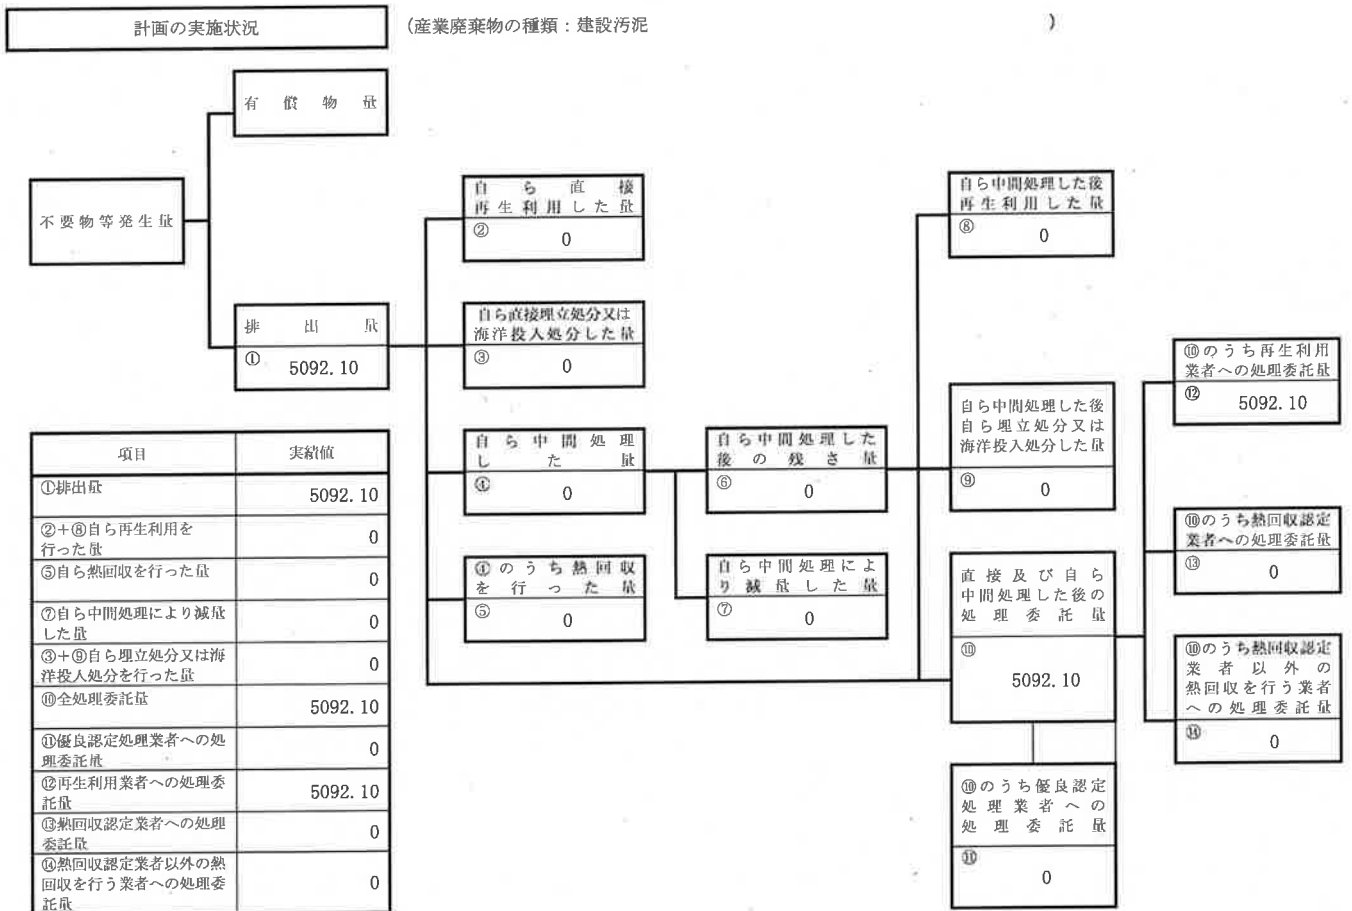 計画の実施状況
(産業廃棄物の種類：建設汚泥 )
有償物量
不要物等発生量
排出量
① 5092.10
自ら直接
再生利用した量
② 0
自ら直接埋立処分又は
海洋投入処分した量
③ 0
自ら中間処理
した量
④ 0
④のうち熱回収
を行った量
⑤ 0
自ら中間処理した
後の残さ量
⑥ 0
自ら中間処理によ
り減量した量
⑦ 0
自ら中間処理した後
再生利用した量
⑧ 0
自ら中間処理した後
自ら埋立処分又は
海洋投入処分した量
⑨ 0
直接及び自ら
中間処理した後の
処理委託量
⑩
5092.10
⑩のうち優良認定
処理業者への
処理委託量
⑪
0
⑩のうち再生利用
業者への処理委託量
⑫ 5092.10
⑩のうち熱回収認定
業者への処理委託量
⑬ 0
⑩のうち熱回収認定
業者以外の
熱回収を行う業者
への処理委託量
⑭ 0
項目 実績値
①排出量 5092.10
②+⑧自ら再生利用を
行った量 0
⑤自ら熱回収を行った量 0
⑦自ら中間処理により減量
した量 0
③+⑨自ら埋立処分又は海
洋投入処分を行った量 0
⑩全処理委託量 5092.10
⑪優良認定処理業者への処
理委託量 0
⑫再生利用業者への処理委
託量 5092.10
⑬熱回収認定業者への処理
委託量 0
⑭熱回収認定業者以外の熱
回収を行う業者への処理委
託量 0